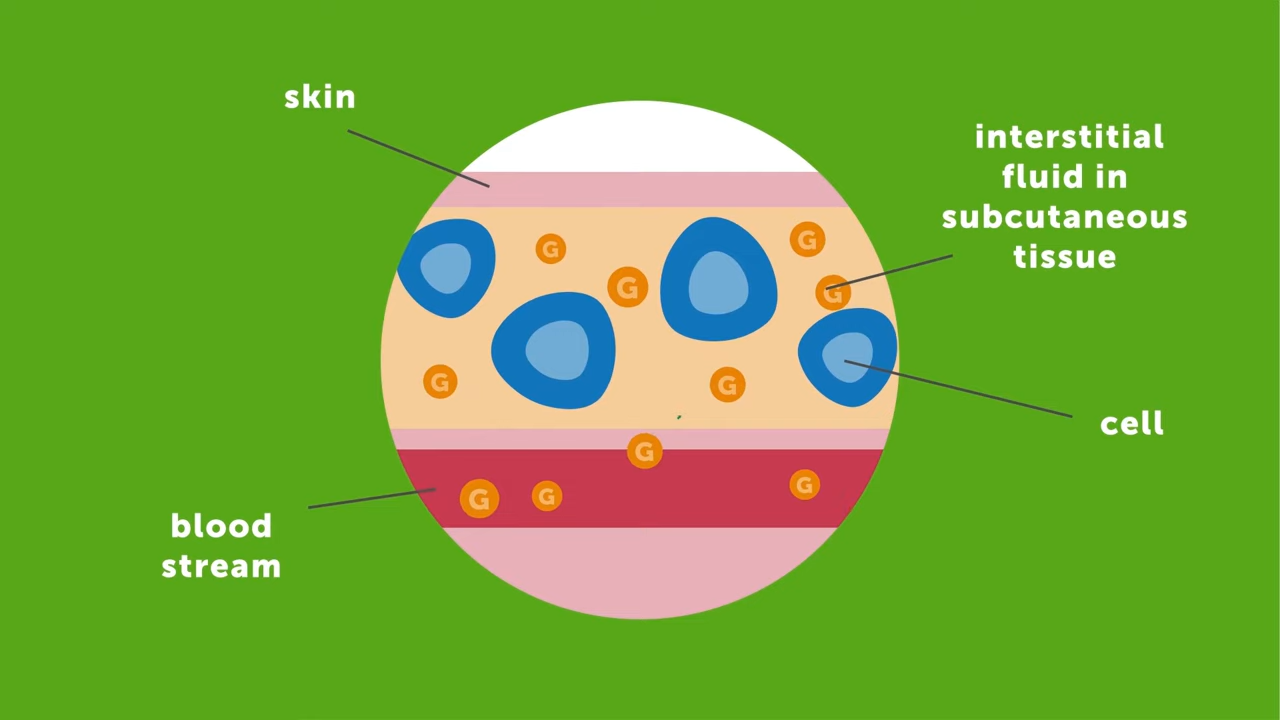 skin
interstitial
fluid in
subcutaneous
tissue
G
G
G
G
G
G
G
cell
G
G
G
blood
stream